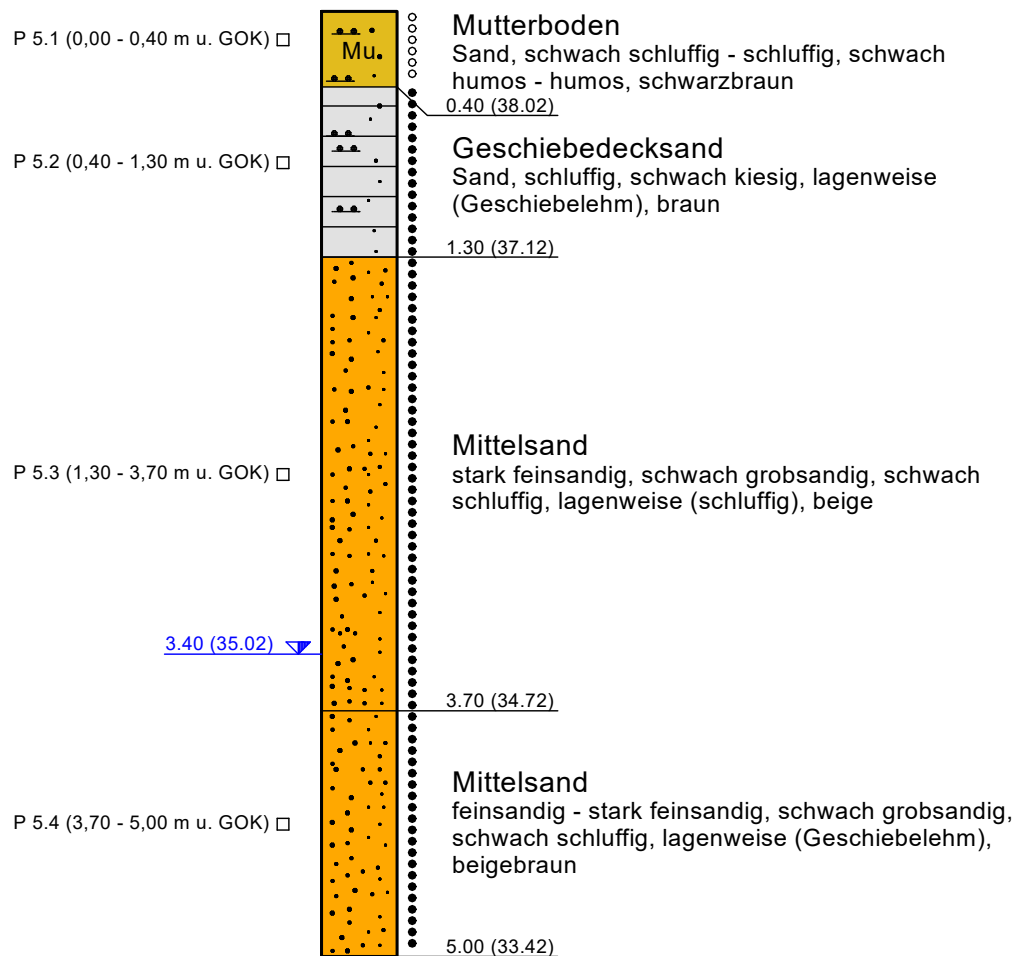 P 5.1 (0,00 - 0,40 m u. GOK)
Mu
Mutterboden
Sand, schwach schluffig - schluffig, schwach
humos - humos, schwarzbraun
0.40 (38.02)
P 5.2 (0,40 - 1,30 m u. GOK)
Geschiebedecksand
Sand, schluffig, schwach kiesig, lagenweise
(Geschiebelehm), braun
1.30 (37.12)
P 5.3 (1,30 - 3,70 m u. GOK)
Mittelsand
stark feinsandig, schwach grobsandig, schwach
schluffig, lagenweise (schluffig), beige
3.40 (35.02)
3.70 (34.72)
P 5.4 (3,70 - 5,00 m u. GOK)
Mittelsand
feinsandig - stark feinsandig, schwach grobsandig,
schwach schluffig, lagenweise (Geschiebelehm),
beigebraun
5.00 (33.42)